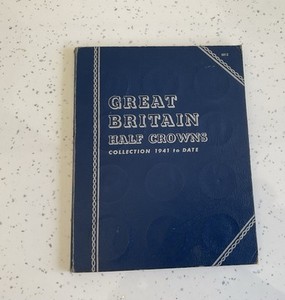 GREAT
BRITAIN
HALF CROWNS
COLLECTION 1941 to DATE